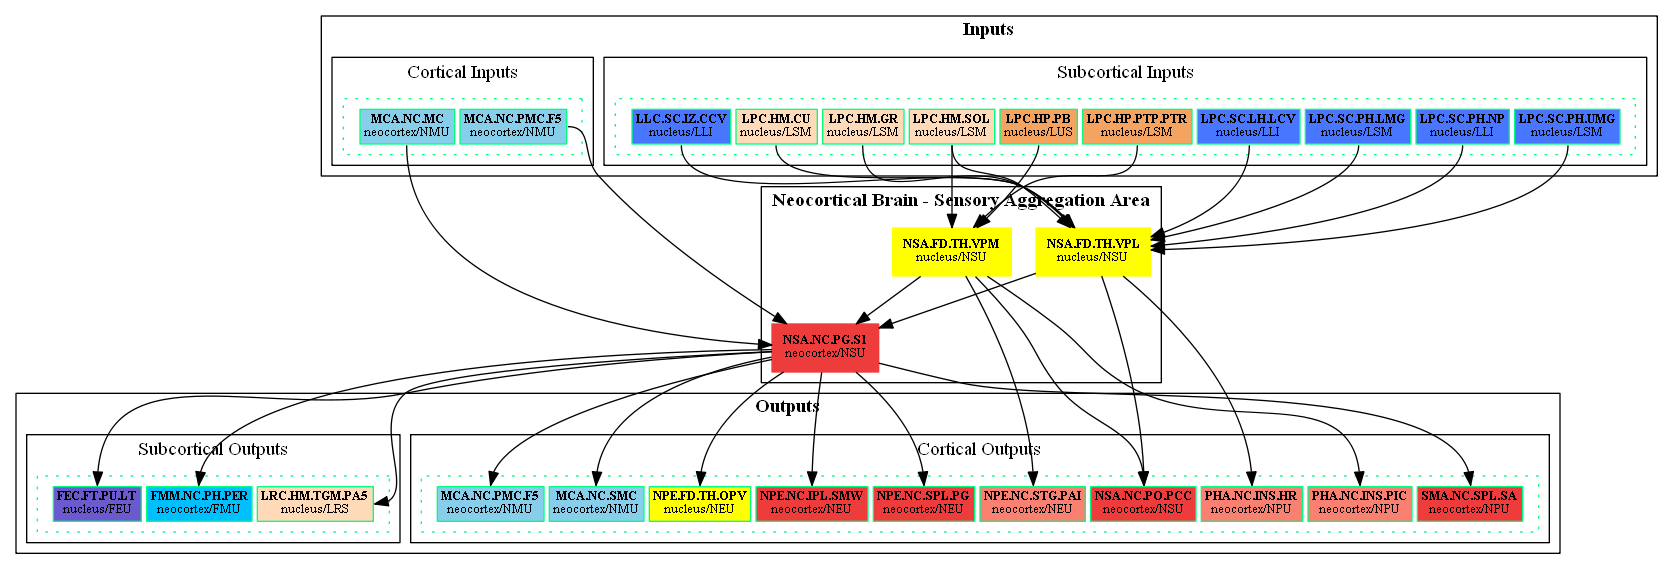 Inputs
Cortical Inputs
Subcortical Inputs
MCA.NC.MC
neocortex/NMU
MCA.NC.PMC.F5
neocortex/NMU
LLC.SC.IZ.CCV
nucleus/LLI
LPC.HM.CU
nucleus/LSM
LPC.HM.GR
nucleus/LSM
LPC.HM.SOL
nucleus/LSM
LPC.HP.PB
nucleus/LUS
LPC.HP.PTP.PTR
nucleus/LSM
LPC.SC.LH.LCV
nucleus/LLI
LPC.SC.PH.LMG
nucleus/LSM
LPC.SC.PH.NP
nucleus/LLI
LPC.SC.PH.UMG
nucleus/LSM
Neocortical Brain - Sensory Aggregation Area
NSA.FD.TH.VPM
nucleus/NSU
NSA.FD.TH.VPL
nucleus/NSU
NSA.NC.PG.S1
neocortex/NSU
Outputs
Subcortical Outputs
Cortical Outputs
FEC.FT.PU.LT
nucleus/FEU
FMM.NC.PH.PER
neocortex/FMU
LRC.HM.TGM.PA5
nucleus/LRS
MCA.NC.PMC.F5
neocortex/NMU
MCA.NC.SMC
neocortex/NMU
NPE.FD.TH.OPV
nucleus/NEU
NPE.NC.IPL.SMW
neocortex/NEU
NPE.NC.SPL.PG
neocortex/NEU
NPE.NC.STG.PAI
neocortex/NEU
NSA.NC.PO.PCC
neocortex/NSU
PHA.NC.INS.HR
neocortex/NPU
PHA.NC.INS.PIC
neocortex/NPU
SMA.NC.SPL.SA
neocortex/NPU